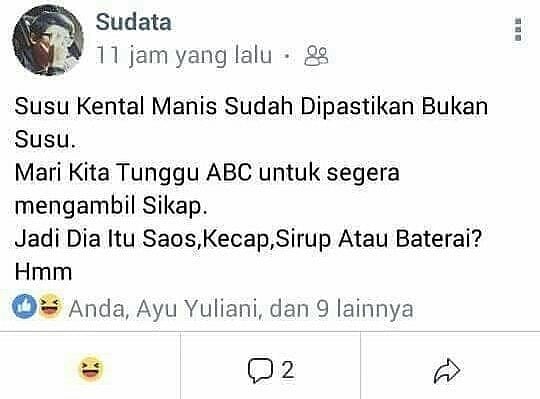 Sudata
11 jam yang lalu ·
Susu Kental Manis Sudah Dipastikan Bukan
Susu.
Mari Kita Tunggu ABC untuk segera
mengambil Sikap.
Jadi Dia Itu Saos,Kecap,Sirup Atau Baterai?
Hmm
Anda, Ayu Yuliani, dan 9 lainnya
2